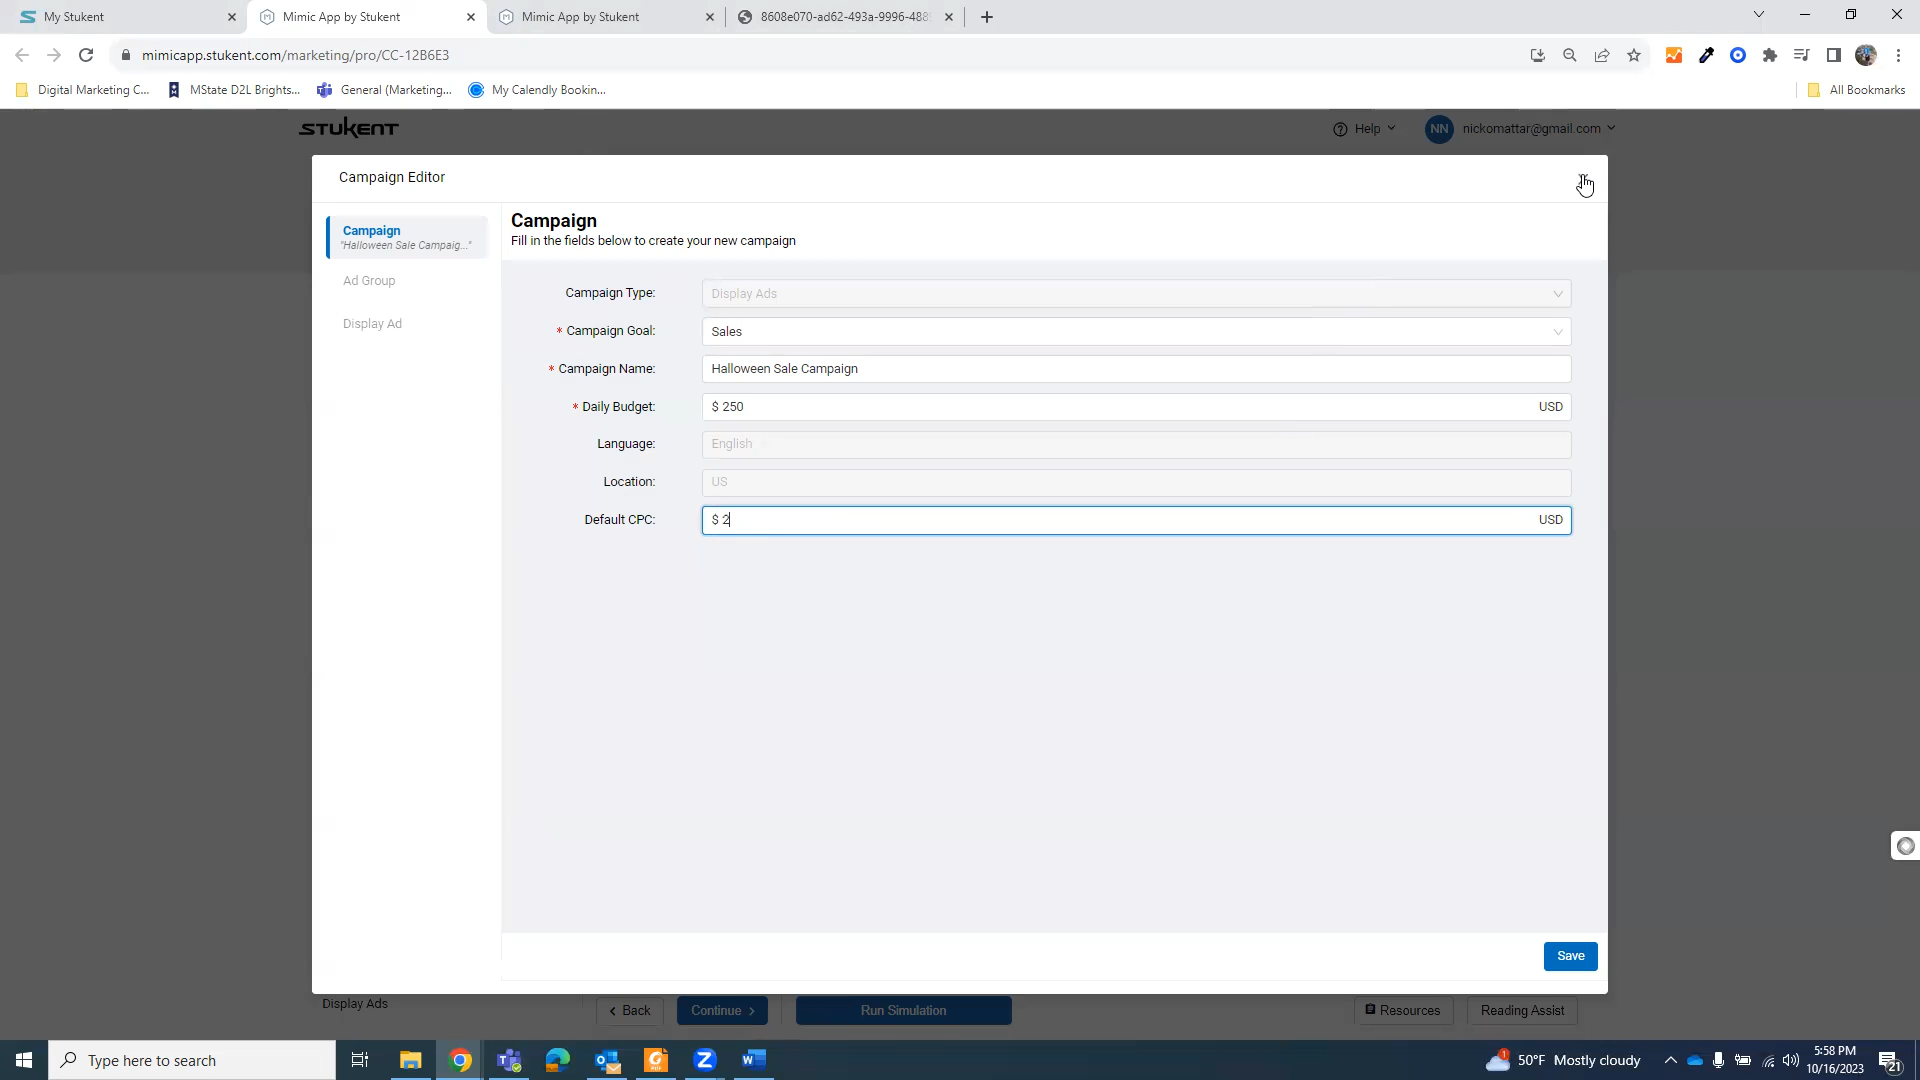 My Stukent
Mimic App by Stukent
Mimic App by Stukent
8608e070-ad62-493a-9996-488
mimicapp.stukent.com/marketing/pro/CC-12B6E3
Digital Marketing C...
MState D2L Brights...
General (Marketing...
My Calendly Bookin...
All Bookmarks
STUKENT
Help
NN
nickomattar@gmail.com
Campaign Editor
Campaign
"Halloween Sale Campaig..."
Ad Group
Display Ad
Campaign
Fill in the fields below to create your new campaign
Campaign Type: Display Ads
* Campaign Goal: Sales
* Campaign Name: Halloween Sale Campaign
* Daily Budget: $ 250 USD
Language: English
Location: US
Default CPC: $ 2 USD
Save
Display Ads
Back
Continue
Run Simulation
Resources
Reading Assist
Type here to search
50°F Mostly cloudy
5:58 PM
10/16/2023
21